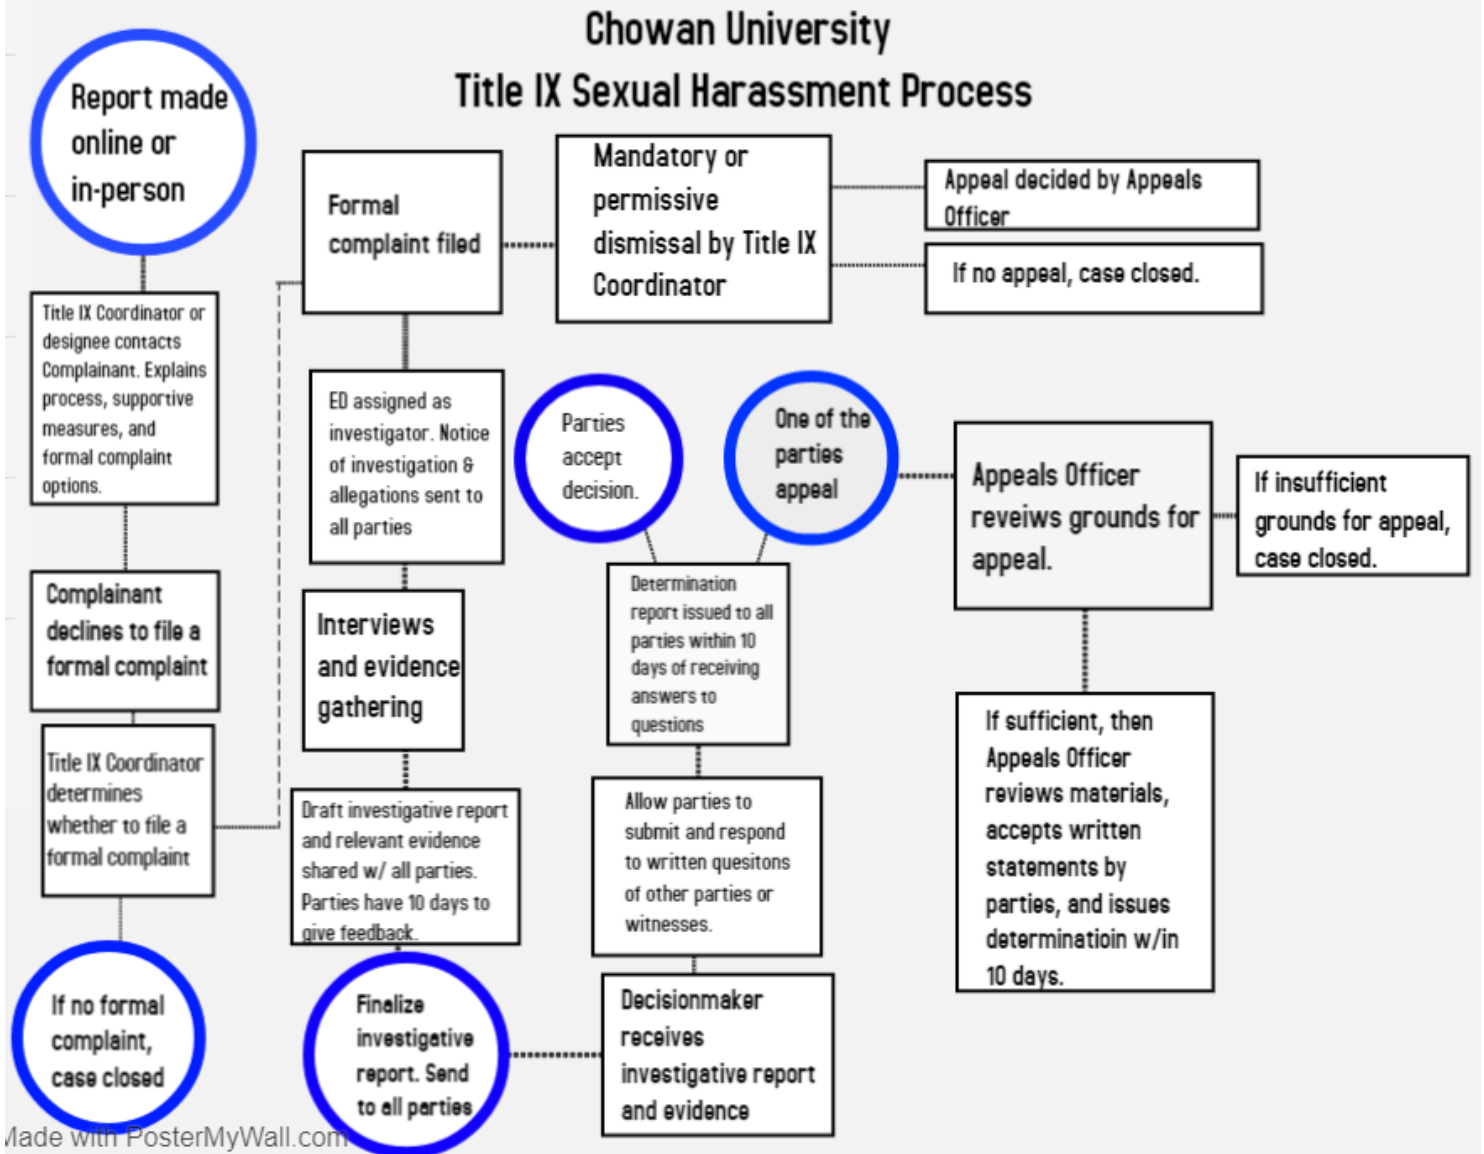 Chowan University
Title IX Sexual Harassment Process
Report made
online or
in-person
Title IX Coordinator or
designee contacts
Complainant. Explains
process, supportive
measures, and
formal complaint
options.
Complainant
declines to file a
formal complaint
Title IX Coordinator
determines
whether to file a
formal complaint
If no formal
complaint,
case closed
Formal
complaint filed
Mandatory or
permissive
dismissal by Title IX
Coordinator
Appeal decided by Appeals
Officer
If no appeal, case closed.
ED assigned as
investigator. Notice
of investigation &
allegations sent to
all parties
Interviews
and evidence
gathering
Draft investigative report
and relevant evidence
shared w/ all parties.
Parties have 10 days to
give feedback.
Finalize
investigative
report. Send
to all parties
Decisionmaker
receives
investigative report
and evidence
Allow parties to
submit and respond
to written quesitons
of other parties or
witnesses.
Determination
report issued to all
parties within 10
days of receiving
answers to
questions
Parties
accept
decision.
One of the
parties
appeal
Appeals Officer
reveiws grounds for
appeal.
If insufficient
grounds for appeal,
case closed.
If sufficient, then
Appeals Officer
reviews materials,
accepts written
statements by
parties, and issues
determinatioin w/in
10 days.
Made with PosterMyWall.com